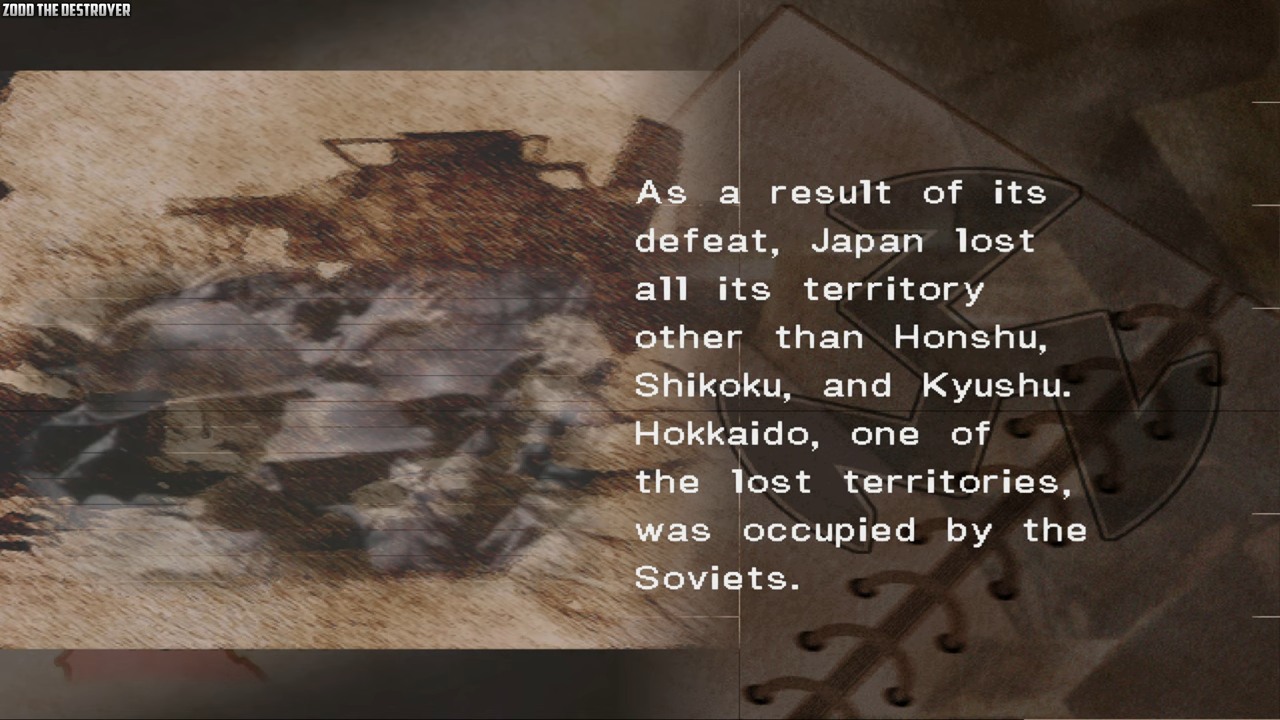 ZODD THE DESTROYER
As a result of its
defeat, Japan lost
all its territory
other than Honshu,
Shikoku, and Kyushu.
Hokkaido, one of
the lost territories,
was occupied by the
Soviets.